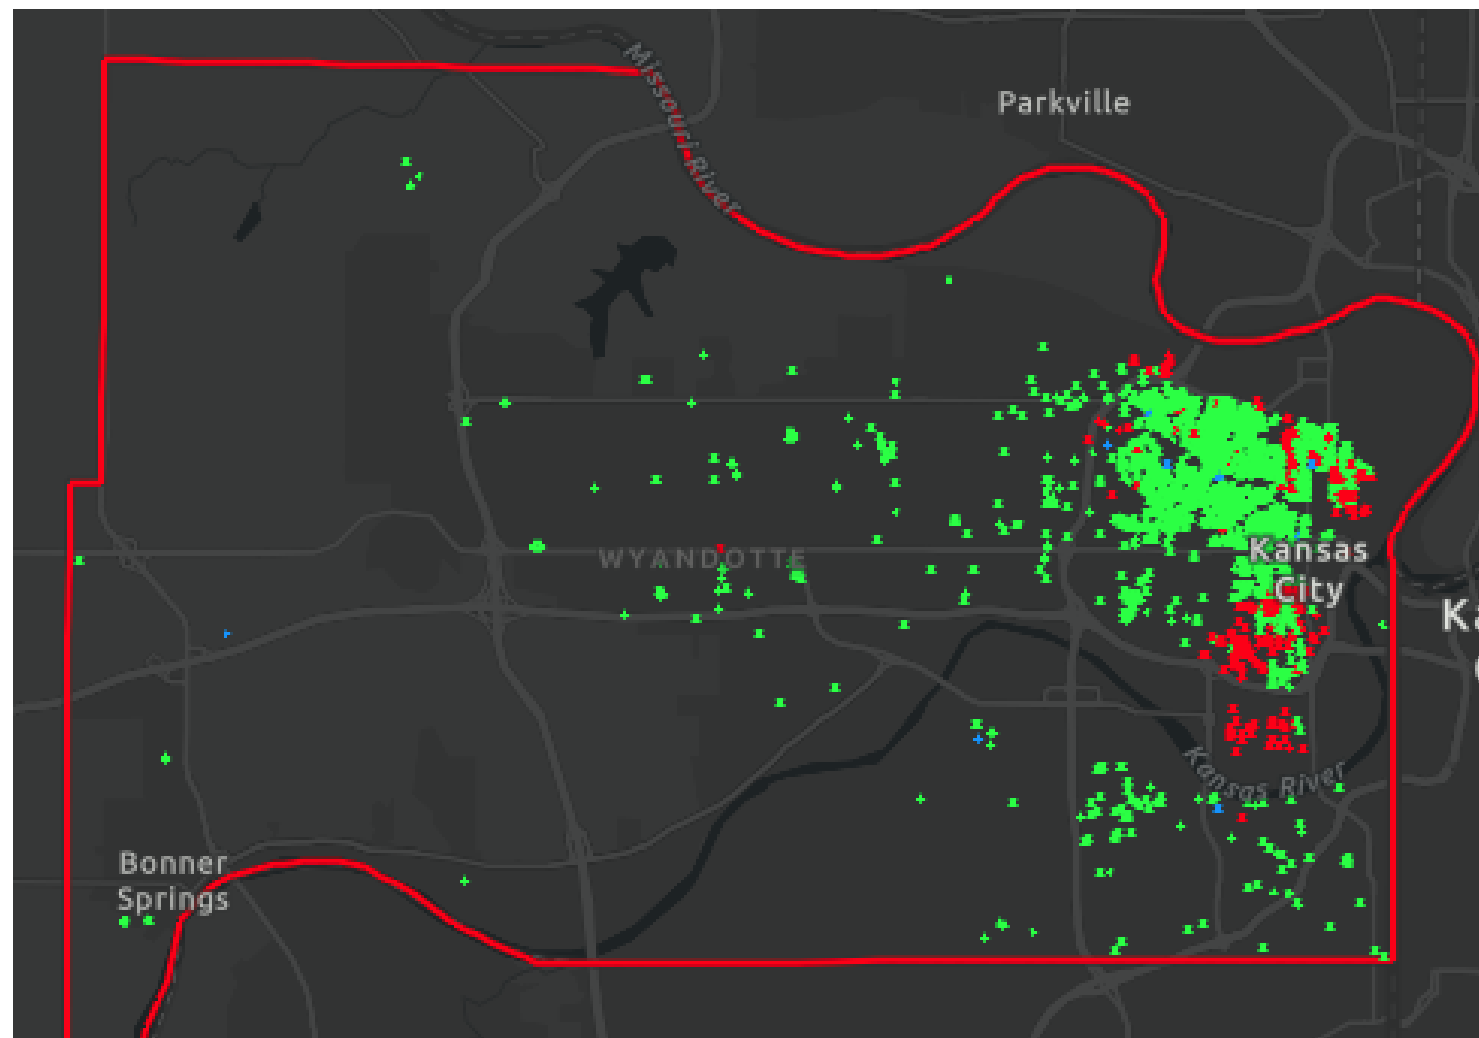 Missouri River
Parkville
WYANDOTTE
Kansas
City
Kansas River
Bonner
Springs